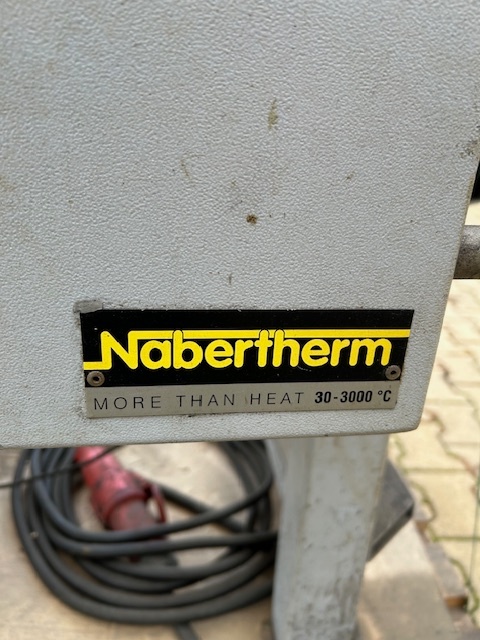 Nabertherm
MORE THAN HEAT 30-3000 °C